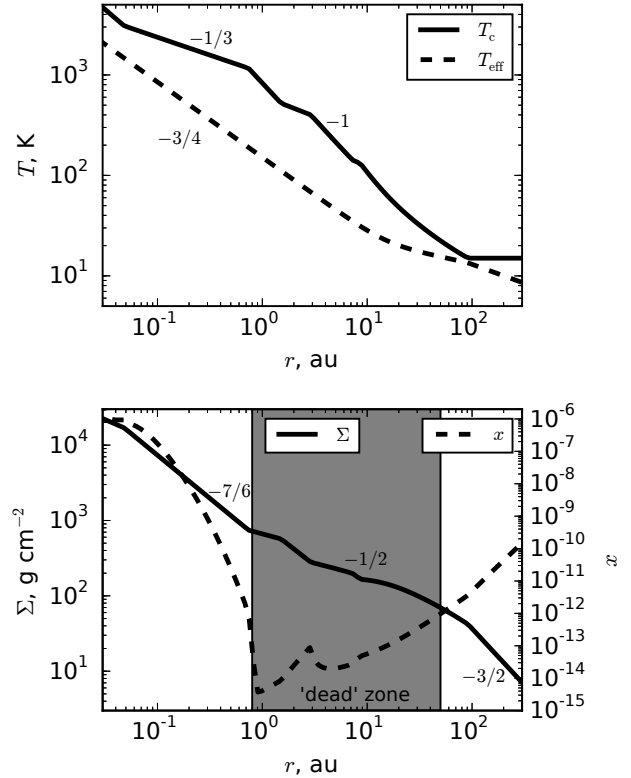 10³
10²
10¹
T, K
−1/3
−3/4
−1
T_c
T_eff
10⁻¹ 10⁰ 10¹ 10²
r, au
10⁴
10³
10²
10¹
Σ, g cm⁻²
Σ
x
−7/6
−1/2
−3/2
'dead' zone
10⁻⁶
10⁻⁷
10⁻⁸
10⁻⁹
10⁻¹⁰
10⁻¹¹
10⁻¹²
10⁻¹³
10⁻¹⁴
10⁻¹⁵
x
10⁻¹ 10⁰ 10¹ 10²
r, au